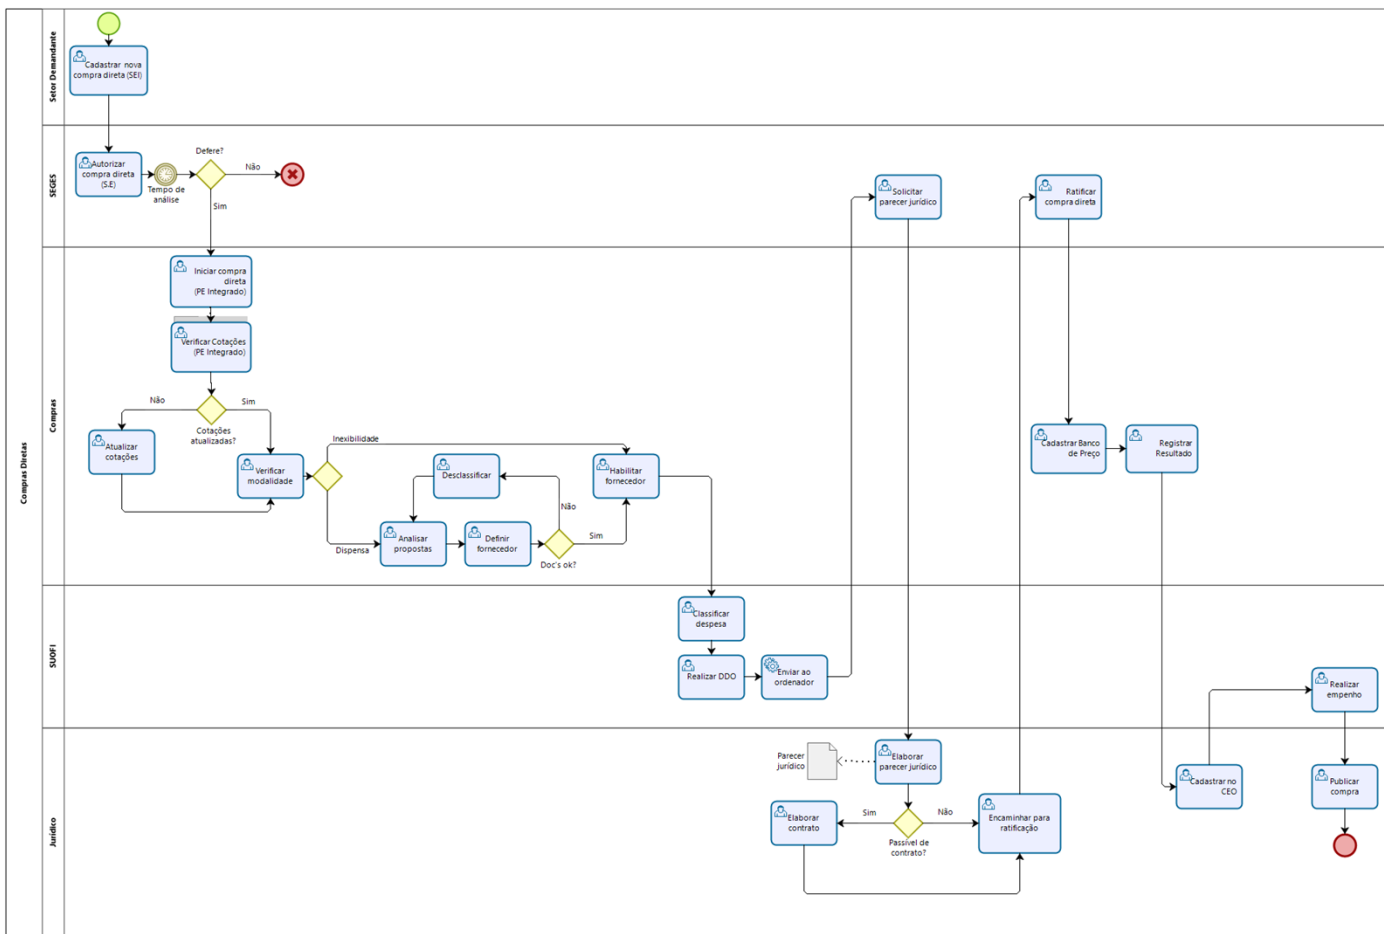 Compras Diretas
Setor Demandante
Cadastrar nova
compra direta (SEI)
SEGES
Autorizar
compra direta
(S.E)
Tempo de
análise
Defere?
Não
Sim
Solicitar
parecer jurídico
Ratificar
compra direta
Compras
Iniciar compra
direta
(PE Integrado)
Verificar Cotações
(PE Integrado)
Não
Sim
Cotações
atualizadas?
Atualizar
cotações
Verificar
modalidade
Inexibilidade
Dispensa
Desclassificar
Analisar
propostas
Definir
fornecedor
Não
Sim
Doc's ok?
Habilitar
fornecedor
Cadastrar Banco
de Preço
Registrar
Resultado
SUOFI
Classificar
despesa
Realizar DDO
Enviar ao
ordenador
Realizar
empenho
Jurídico
Parecer
jurídico
Elaborar
parecer jurídico
Elaborar
contrato
Sim
Não
Passível de
contrato?
Encaminhar para
ratificação
Cadastrar no
CEO
Publicar
compra